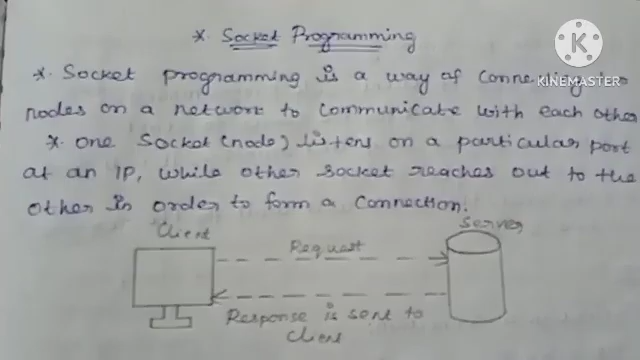 * Socket Programming
K
KINEMASTER
* Socket programming is a way of connecting
nodes on a network to communicate with each other
* One socket (node) listens on a particular port
at an IP, while other socket reaches out to the
other in order to form a connection.
Client
Server
Request
Response is sent to
Client